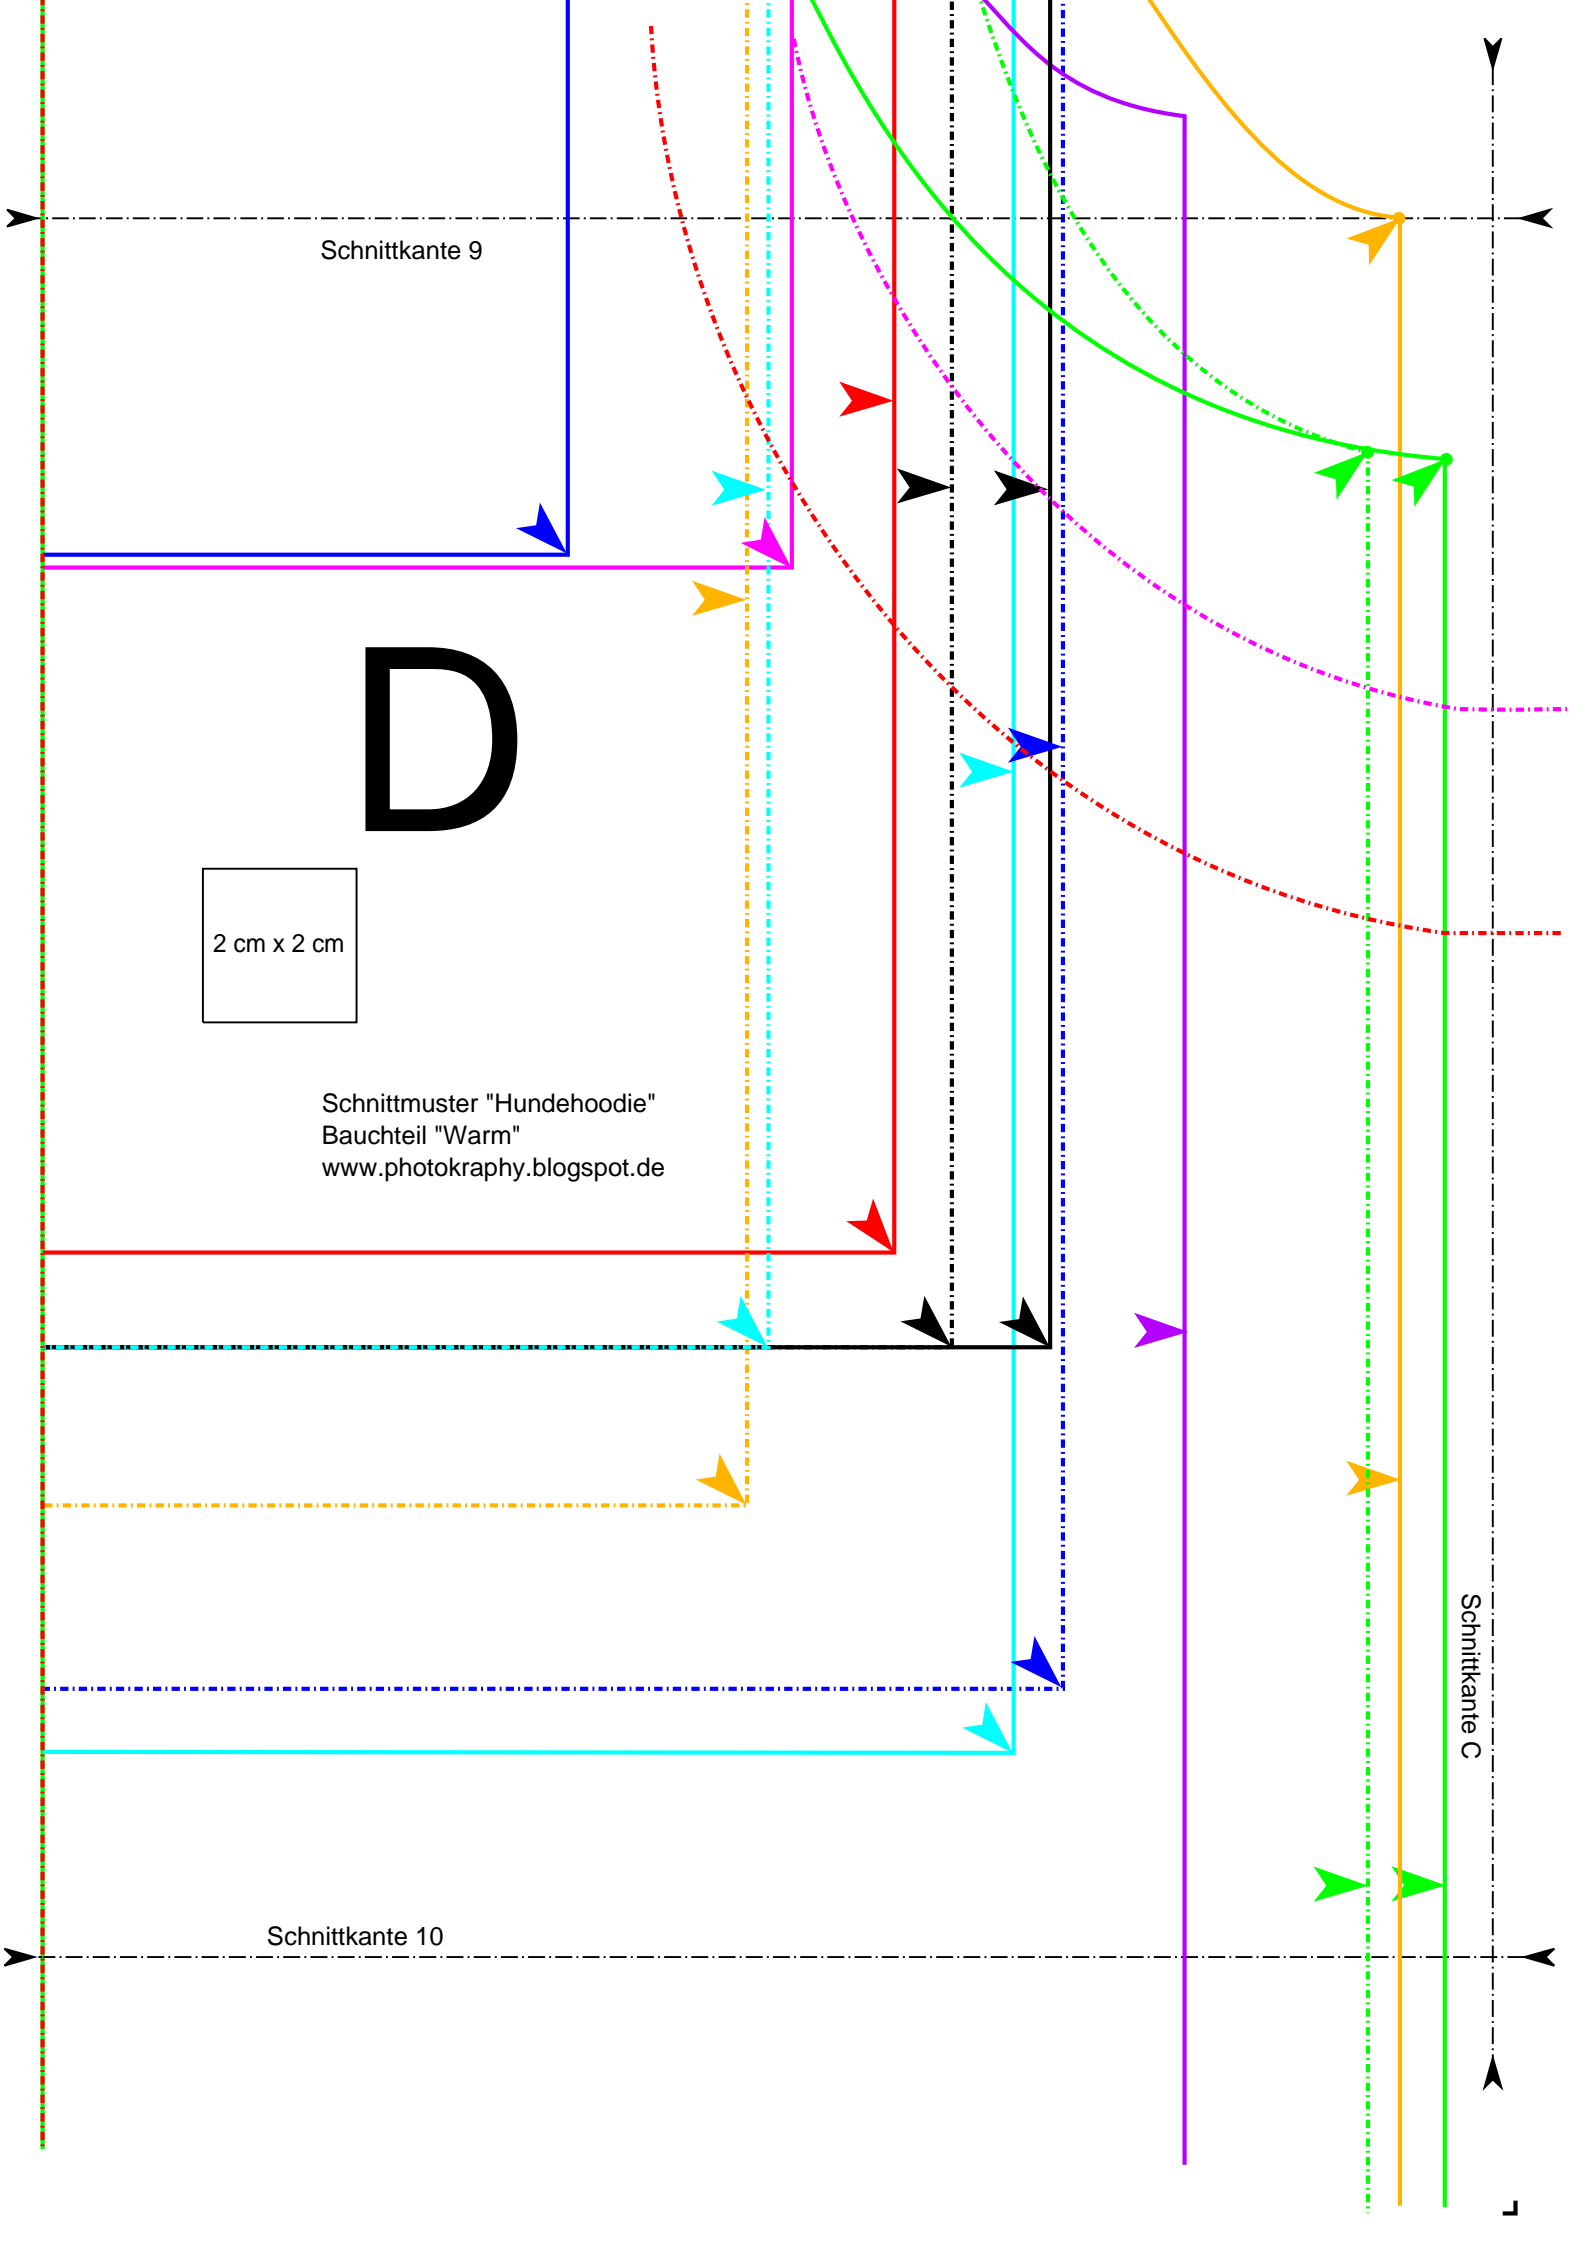 Schnittkante 9
D
2 cm x 2 cm
Schnittmuster "Hundehoodie"
Bauchteil "Warm"
www.photokraphy.blogspot.de
Schnittkante C
Schnittkante 10